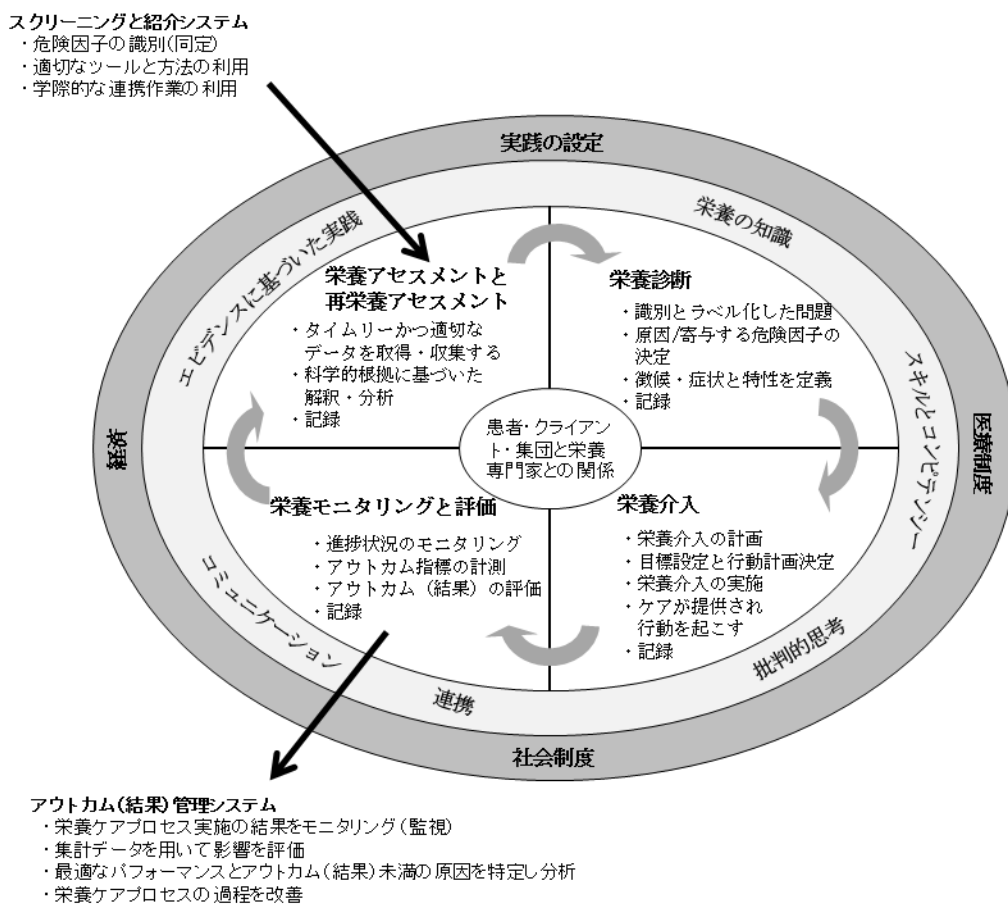 スクリーニングと紹介システム
・危険因子の識別(同定)
・適切なツールと方法の利用
・学際的な連携作業の利用
実践の設定
エビデンスに基づいた実践
栄養の知識
栄養アセスメントと
再栄養アセスメント
・タイムリーかつ適切な
データを取得・収集する
・科学的根拠に基づいた
解釈・分析
・記録
栄養診断
・識別とラベル化した問題
・原因/寄与する危険因子の
決定
・徴候・症状と特性を定義
・記録
スキルとコンピテンシー
医療制度
経済
患者・クライアン
ト・集団と栄養
専門家との関係
栄養モニタリングと評価
・進捗状況のモニタリング
・アウトカム指標の計測
・アウトカム（結果）の評価
・記録
栄養介入
・栄養介入の計画
・目標設定と行動計画決定
・栄養介入の実施
・ケアが提供され
行動を起こす
・記録
コミュニケーション
連携
批判的思考
社会制度
アウトカム(結果)管理システム
・栄養ケアプロセス実施の結果をモニタリング(監視)
・集計データを用いて影響を評価
・最適なパフォーマンスとアウトカム(結果)未満の原因を特定し分析
・栄養ケアプロセスの過程を改善